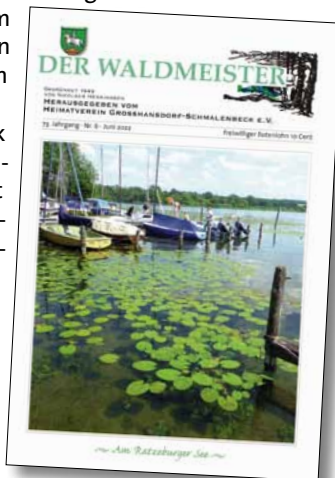 m
n
n
DER WALDMEISTER
GEGRÜNDET 1949
VON NIKOLAUS HENNINGSEN
HERAUSGEGEBEN VOM
HEIMATVEREIN GROSSHANSDORF-SCHMALENBECK E.V.
73. Jahrgang · Nr. 6 · Juni 2022
Freiwilliger Botenlohn 10 Cent
k
-
t
–
–
~ Am Ratzeburger See ~